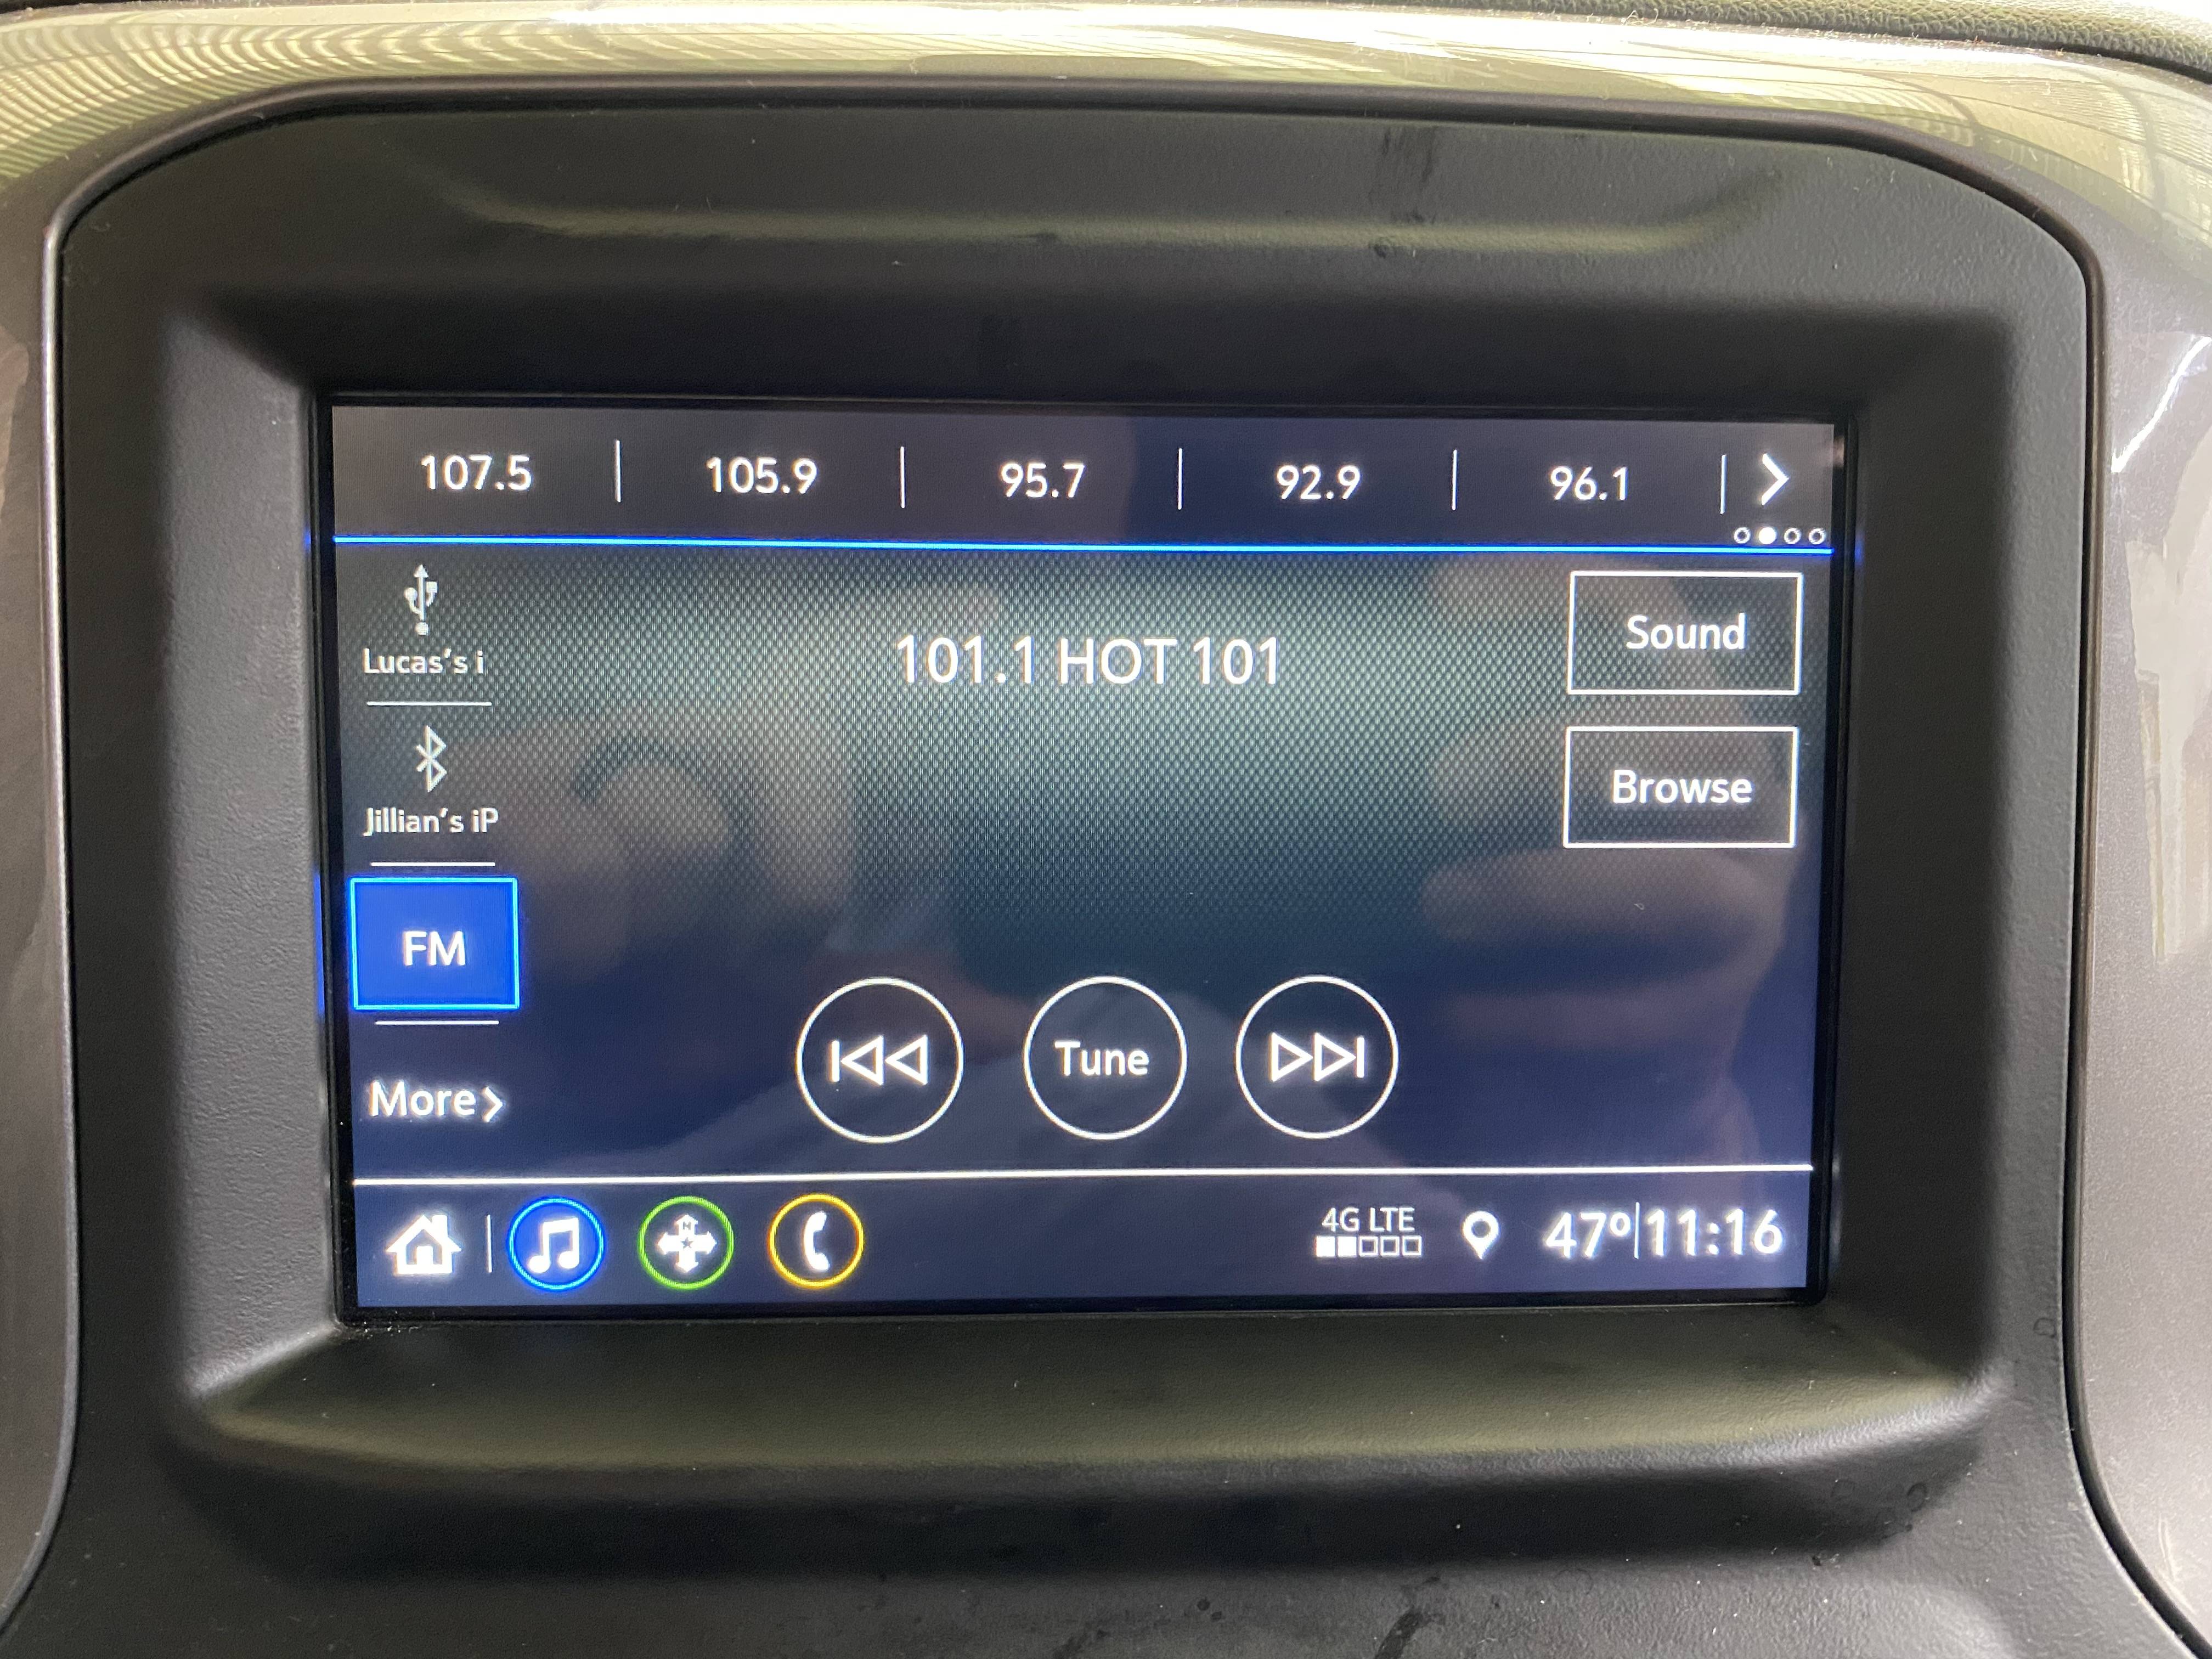 107.5
105.9
95.7
92.9
96.1
Lucas's i
101.1 HOT 101
Sound
Jillian's iP
Browse
FM
Tune
More
N
4G LTE
47° 11:16